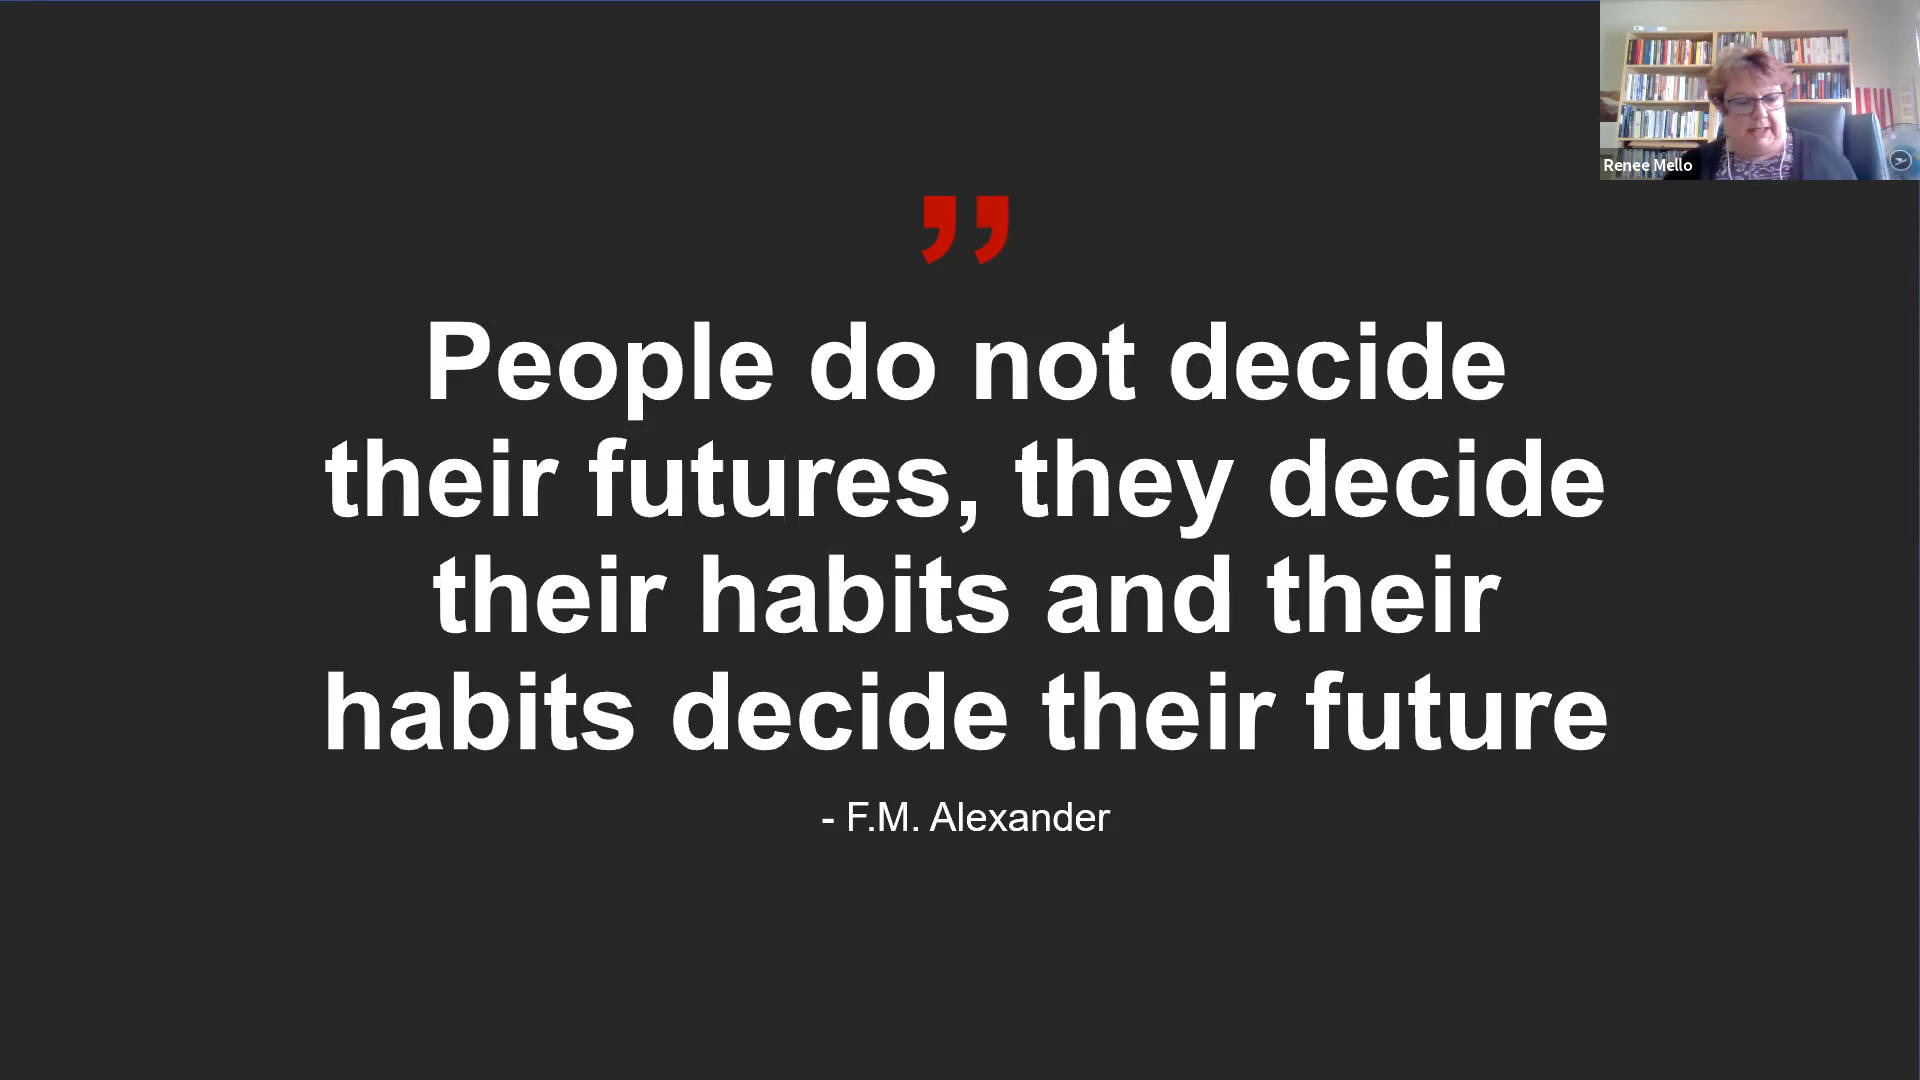 Renee Mello
”
People do not decide
their futures, they decide
their habits and their
habits decide their future
- F.M. Alexander